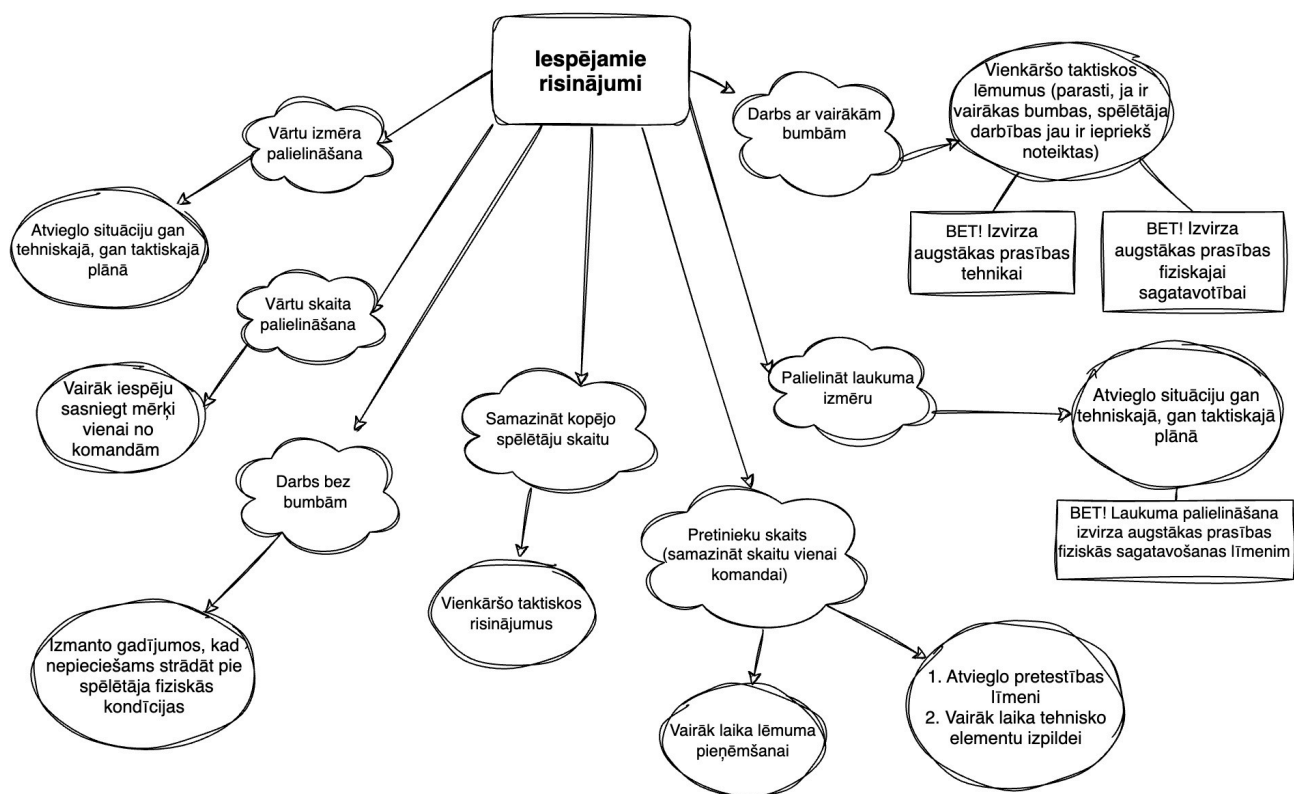 Iespējamie
risinājumi
Vārtu izmēra
palielināšana
Atvieglo situāciju gan
tehniskajā, gan taktiskajā
plānā
Vārtu skaita
palielināšana
Vairāk iespēju
sasniegt mērķi
vienai no
komandām
Darbs bez
bumbām
Izmanto gadījumos, kad
nepieciešams strādāt pie
spēlētāja fiziskās
kondīcijas
Samazināt kopējo
spēlētāju skaitu
Vienkāršo taktiskos
risinājumus
Pretinieku skaits
(samazināt skaitu vienai
komandai)
Vairāk laika lēmuma
pieņēmšanai
1. Atvieglo pretestības
līmeni
2. Vairāk laika tehnisko
elementu izpildei
Palielināt laukuma
izmēru
Atvieglo situāciju gan
tehniskajā, gan taktiskajā
plānā
BET! Laukuma palielināšana
izvirza augstākas prasības
fiziskās sagatavošanas līmenim
Darbs ar vairākām
bumbām
Vienkāršo taktiskos
lēmumus (parasti, ja ir
vairākas bumbas, spēlētāja
darbības jau ir iepriekš
noteiktas)
BET! Izvirza
augstākas prasības
tehnikai
BET! Izvirza
augstākas prasības
fiziskajai
sagatavotībai